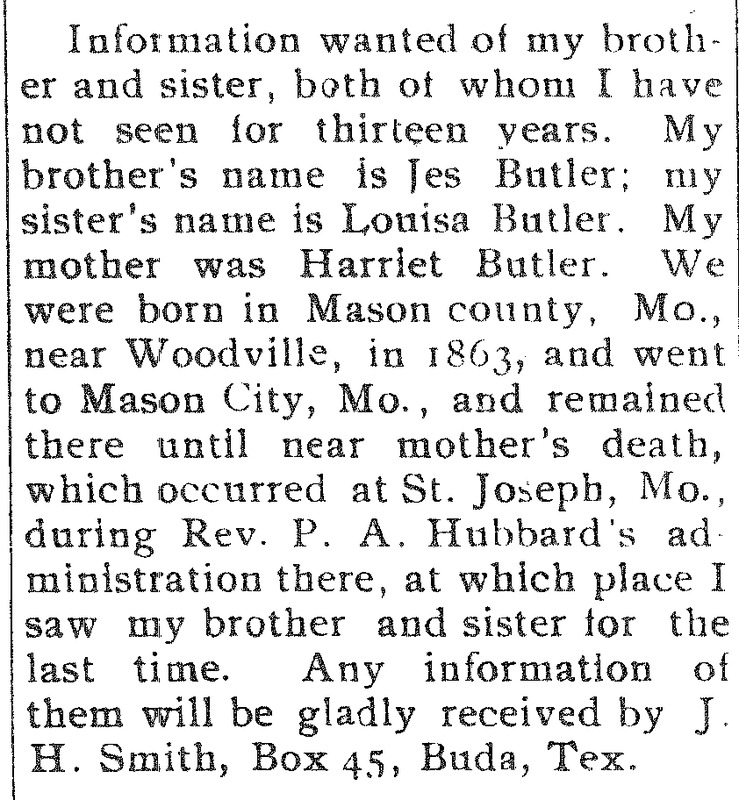 Information wanted of my broth-
er and sister, both of whom I have
not seen for thirteen years. My
brother's name is Jes Butler; my
sister's name is Louisa Butler. My
mother was Harriet Butler. We
were born in Mason county, Mo.,
near Woodville, in 1863, and went
to Mason City, Mo., and remained
there until near mother's death,
which occurred at St. Joseph, Mo.,
during Rev. P. A. Hubbard's ad-
ministration there, at which place I
saw my brother and sister for the
last time. Any information of
them will be gladly received by J.
H. Smith, Box 45, Buda, Tex.